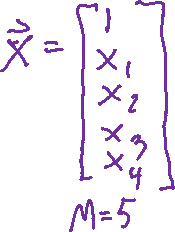 x⃗ = [1
x₁
x₂
x₃
x₄]
M=5